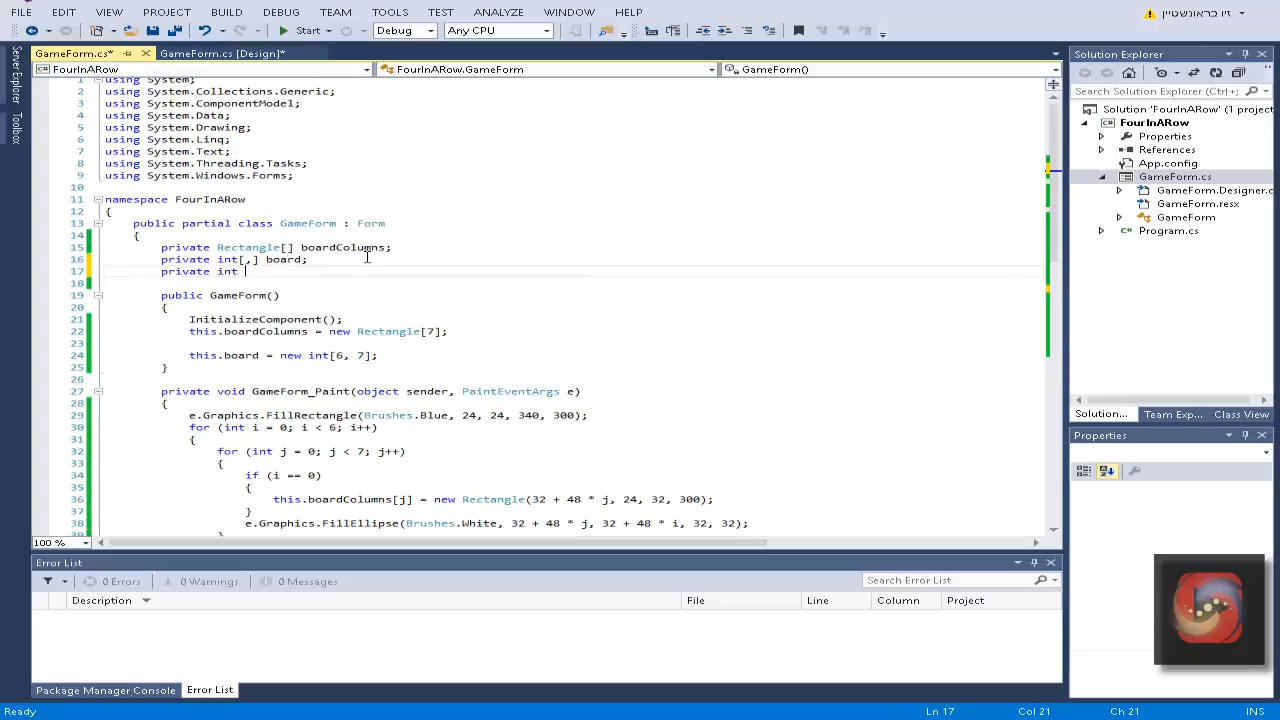 FILE EDIT VIEW PROJECT BUILD DEBUG TEAM TOOLS TEST ANALYZE WINDOW HELP זיו בראונשטיין
Start Debug Any CPU
GameForm.cs* GameForm.cs [Design]* Solution Explorer
FourInARow FourInARow.GameForm GameForm()
Server Explorer
Toolbox
1 using System;
2 using System.Collections.Generic;
3 using System.ComponentModel;
4 using System.Data;
5 using System.Drawing;
6 using System.Linq;
7 using System.Text;
8 using System.Threading.Tasks;
9 using System.Windows.Forms;
10
11 namespace FourInARow
12 {
13 public partial class GameForm : Form
14 {
15 private Rectangle[] boardColumns;
16 private int[,] board;
17 private int
18
19 public GameForm()
20 {
21 InitializeComponent();
22 this.boardColumns = new Rectangle[7];
23
24 this.board = new int[6, 7];
25 }
26
27 private void GameForm_Paint(object sender, PaintEventArgs e)
28 {
29 e.Graphics.FillRectangle(Brushes.Blue, 24, 24, 340, 300);
30 for (int i = 0; i < 6; i++)
31 {
32 for (int j = 0; j < 7; j++)
33 {
34 if (i == 0)
35 {
36 this.boardColumns[j] = new Rectangle(32 + 48 * j, 24, 32, 300);
37 }
38 e.Graphics.FillEllipse(Brushes.White, 32 + 48 * j, 32 + 48 * i, 32, 32);
39 }
100 %
Search Solution Explorer (Ctrl+;
Solution 'FourInARow' (1 project)
FourInARow
Properties
References
App.config
GameForm.cs
GameForm.Designer.c
GameForm.resx
GameForm
Program.cs
Solution... Team Exp... Class View
Properties
Error List
0 Errors 0 Warnings 0 Messages Search Error List
Description File Line Column Project
Package Manager Console Error List
Ready Ln 17 Col 21 Ch 21 INS